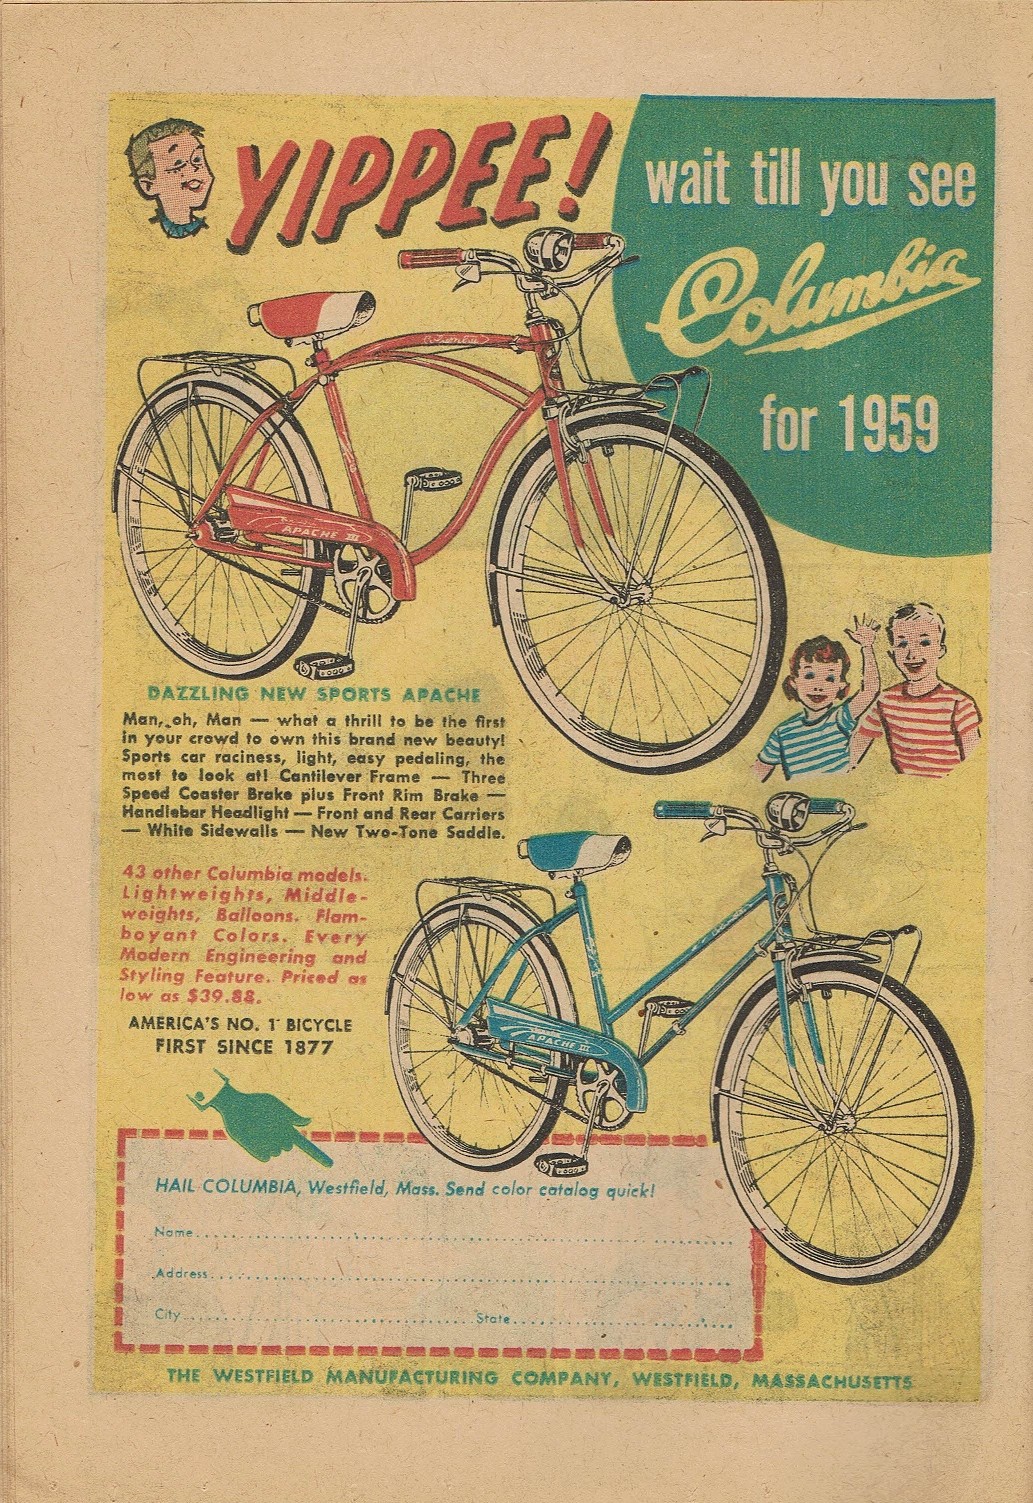 YIPPEE!
wait till you see
Columbia
for 1959
Columbia
APACHE III
DAZZLING NEW SPORTS APACHE
Man, oh, Man — what a thrill to be the first
in your crowd to own this brand new beauty!
Sports car raciness, light, easy pedaling, the
most to look at! Cantilever Frame — Three
Speed Coaster Brake plus Front Rim Brake —
Handlebar Headlight — Front and Rear Carriers
— White Sidewalls — New Two-Tone Saddle.
43 other Columbia models.
Lightweights, Middle-
weights, Balloons. Flam-
boyant Colors. Every
Modern Engineering and
Styling Feature. Priced as
low as $39.88.
AMERICA'S NO. 1 BICYCLE
FIRST SINCE 1877
APACHE III
HAIL COLUMBIA, Westfield, Mass. Send color catalog quick!
Name
Address
City State
THE WESTFIELD MANUFACTURING COMPANY, WESTFIELD, MASSACHUSETTS